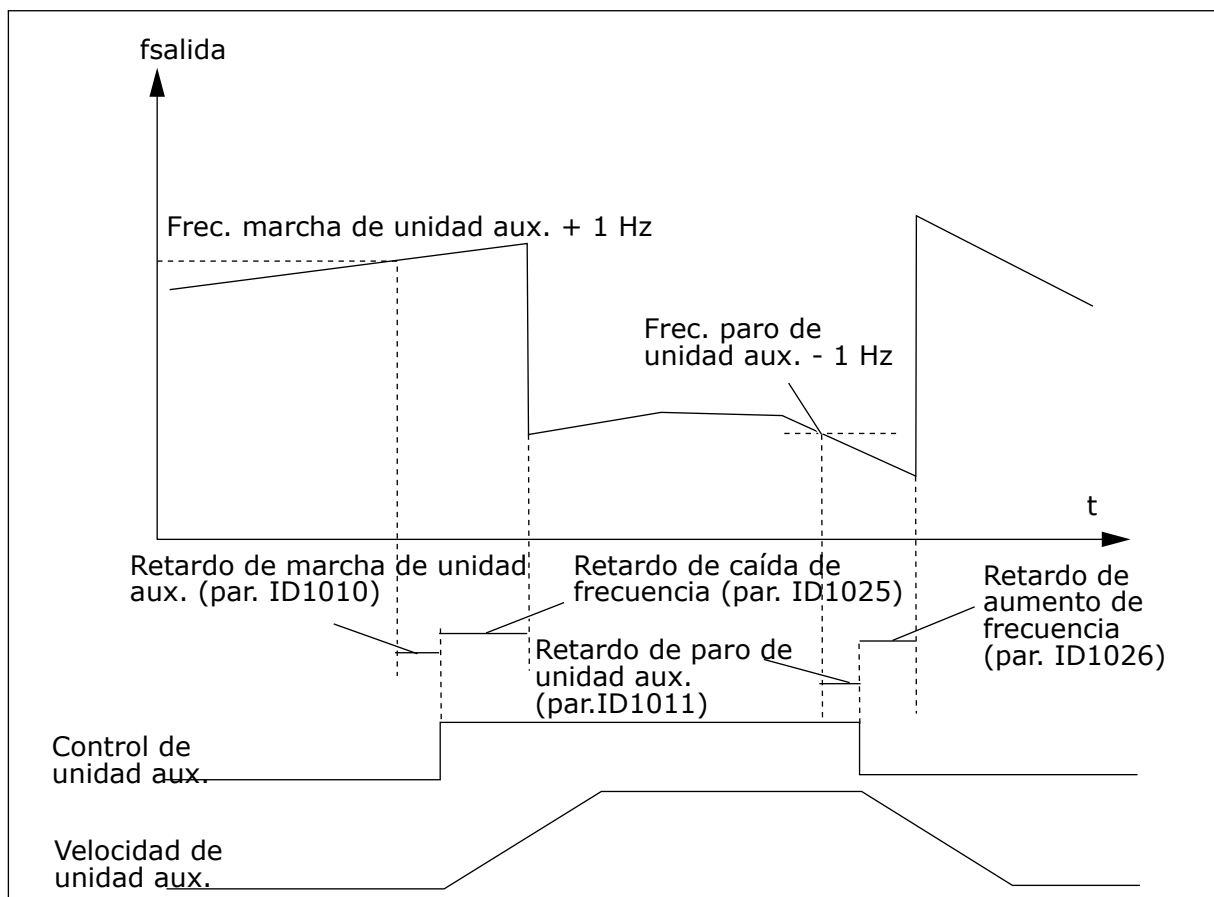 fsalida
Frec. marcha de unidad aux. + 1 Hz
Frec. paro de
unidad aux. - 1 Hz
t
Retardo de marcha de unidad
aux. (par. ID1010)
Retardo de caída de
frecuencia (par. ID1025)
Retardo de
aumento de
frecuencia
(par. ID1026)
Retardo de paro de
unidad aux.
(par.ID1011)
Control de
unidad aux.
Velocidad de
unidad aux.